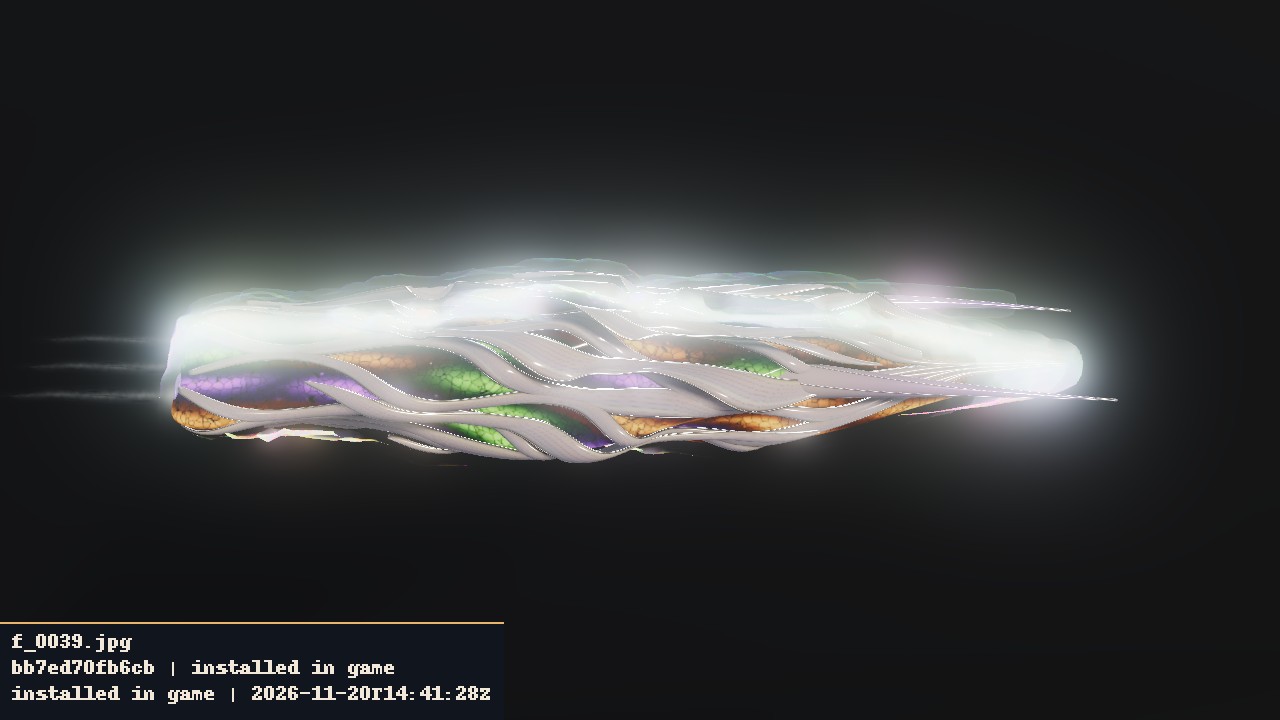 f_0039.jpg
bb7ed70fb6cb | installed in game
installed in game | 2026-11-20T14:41:28Z